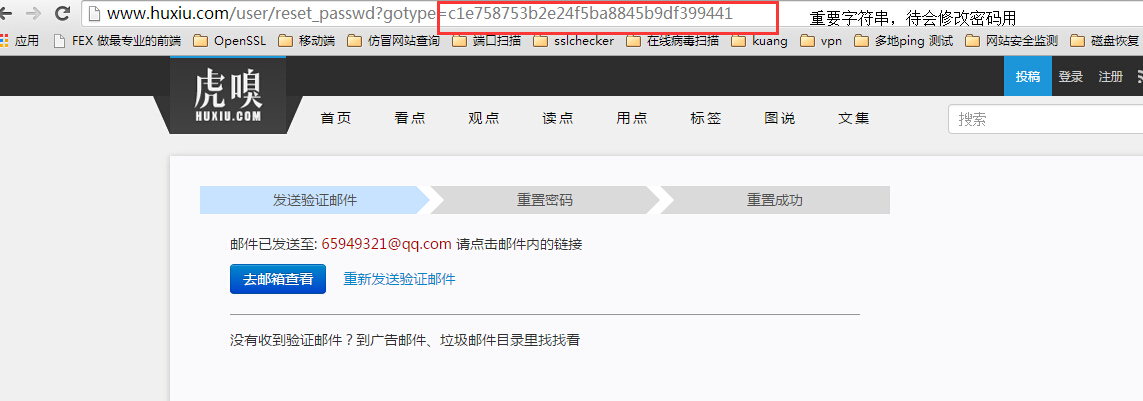 www.huxiu.com/user/reset_passwd?gotype=c1e758753b2e24f5ba8845b9df399441
重要字符串，待会修改密码用
应用 FEX 做最专业的前端 OpenSSL 移动端 仿冒网站查询 端口扫描 sslchecker 在线病毒扫描 kuang vpn 多地ping 测试 网站安全监测 磁盘恢复
虎嗅
HUXIU.COM
投稿 登录 注册
首页 看点 观点 读点 用点 标签 图说 文集
搜索
发送验证邮件 重置密码 重置成功
邮件已发送至: 65949321@qq.com 请点击邮件内的链接
去邮箱查看 重新发送验证邮件
没有收到验证邮件？到广告邮件、垃圾邮件目录里找找看